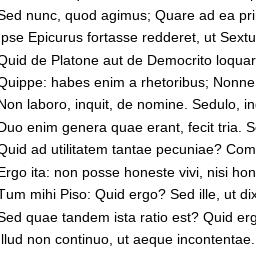 Sed nunc, quod agimus; Quare ad ea pri
pse Epicurus fortasse redderet, ut Sextu
Quid de Platone aut de Democrito loquar
Quippe: habes enim a rhetoribus; Nonne
Non laboro, inquit, de nomine. Sedulo, in
Duo enim genera quae erant, fecit tria. S
Quid ad utilitatem tantae pecuniae? Com
Ergo ita: non posse honeste vivi, nisi hon
Tum mihi Piso: Quid ergo? Sed ille, ut dix
Sed quae tandem ista ratio est? Quid erg
Illud non continuo, ut aeque incontentae.